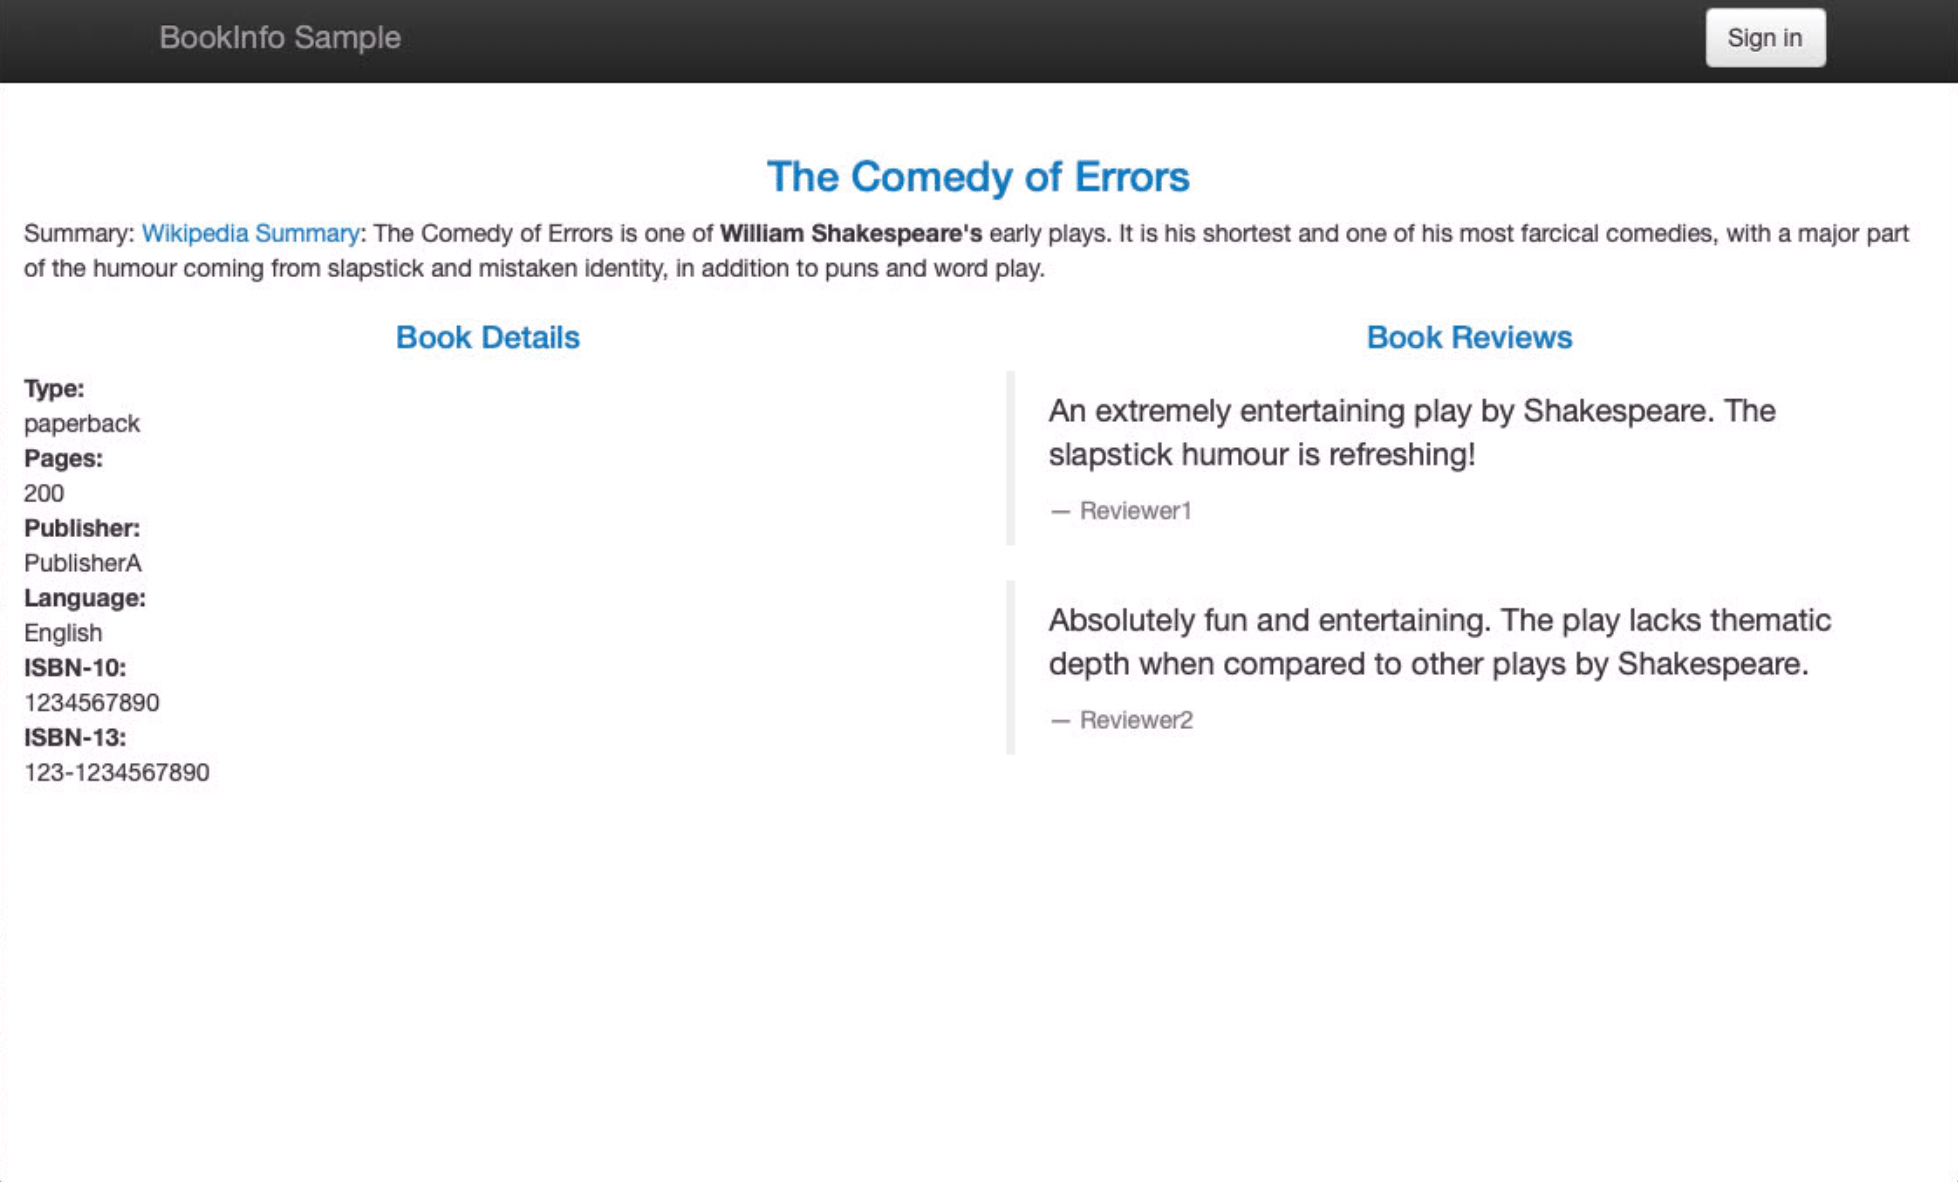 BookInfo Sample
Sign in
The Comedy of Errors
Summary: Wikipedia Summary: The Comedy of Errors is one of William Shakespeare's early plays. It is his shortest and one of his most farcical comedies, with a major part
of the humour coming from slapstick and mistaken identity, in addition to puns and word play.
Book Details
Type:
paperback
Pages:
200
Publisher:
PublisherA
Language:
English
ISBN-10:
1234567890
ISBN-13:
123-1234567890
Book Reviews
An extremely entertaining play by Shakespeare. The
slapstick humour is refreshing!
— Reviewer1
Absolutely fun and entertaining. The play lacks thematic
depth when compared to other plays by Shakespeare.
— Reviewer2